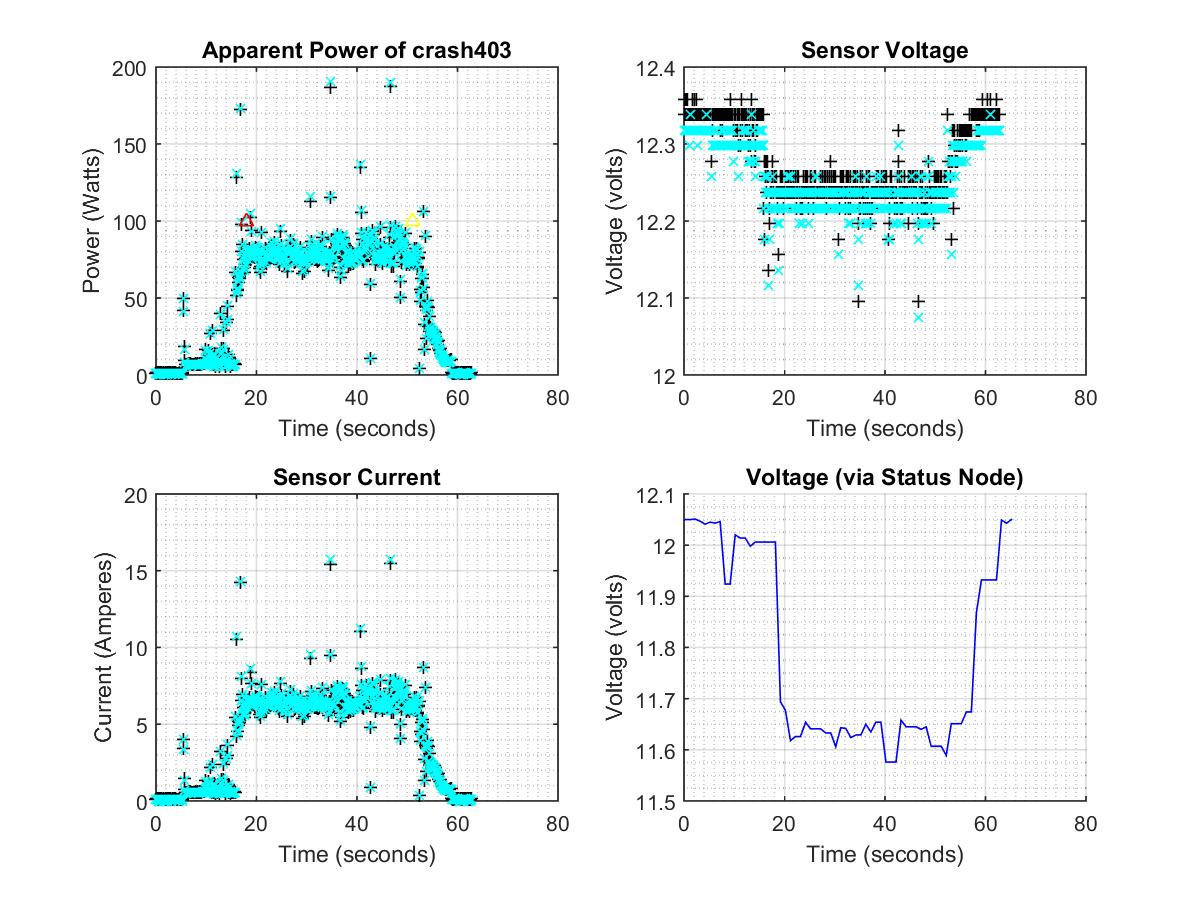 Apparent Power of crash403
200
150
100
50
0
Power (Watts)
0 20 40 60 80
Time (seconds)
Sensor Voltage
12.4
12.3
12.2
12.1
12
Voltage (volts)
0 20 40 60 80
Time (seconds)
Sensor Current
20
15
10
5
0
Current (Amperes)
0 20 40 60 80
Time (seconds)
Voltage (via Status Node)
12.1
12
11.9
11.8
11.7
11.6
11.5
Voltage (volts)
0 20 40 60 80
Time (seconds)